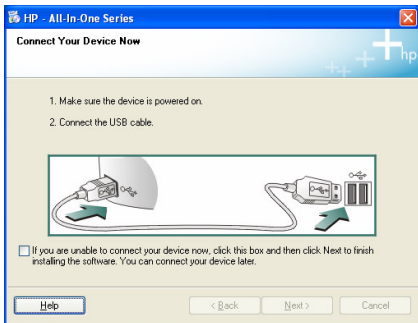 HP - All-In-One Series
Connect Your Device Now
hp
1. Make sure the device is powered on.
2. Connect the USB cable.
If you are unable to connect your device now, click this box and then click Next to finish
installing the software. You can connect your device later.
Help
< Back
Next >
Cancel